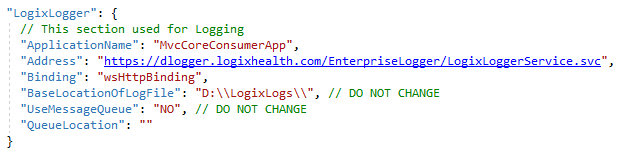 "LogixLogger": {
// This section used for Logging
"ApplicationName": "MvcCoreConsumerApp",
"Address": "https://dlogger.logixhealth.com/EnterpriseLogger/LogixLoggerService.svc",
"Binding": "wsHttpBinding",
"BaseLocationOfLogFile": "D:\\LogixLogs\\", // DO NOT CHANGE
"UseMessageQueue": "NO", // DO NOT CHANGE
"QueueLocation": ""
}